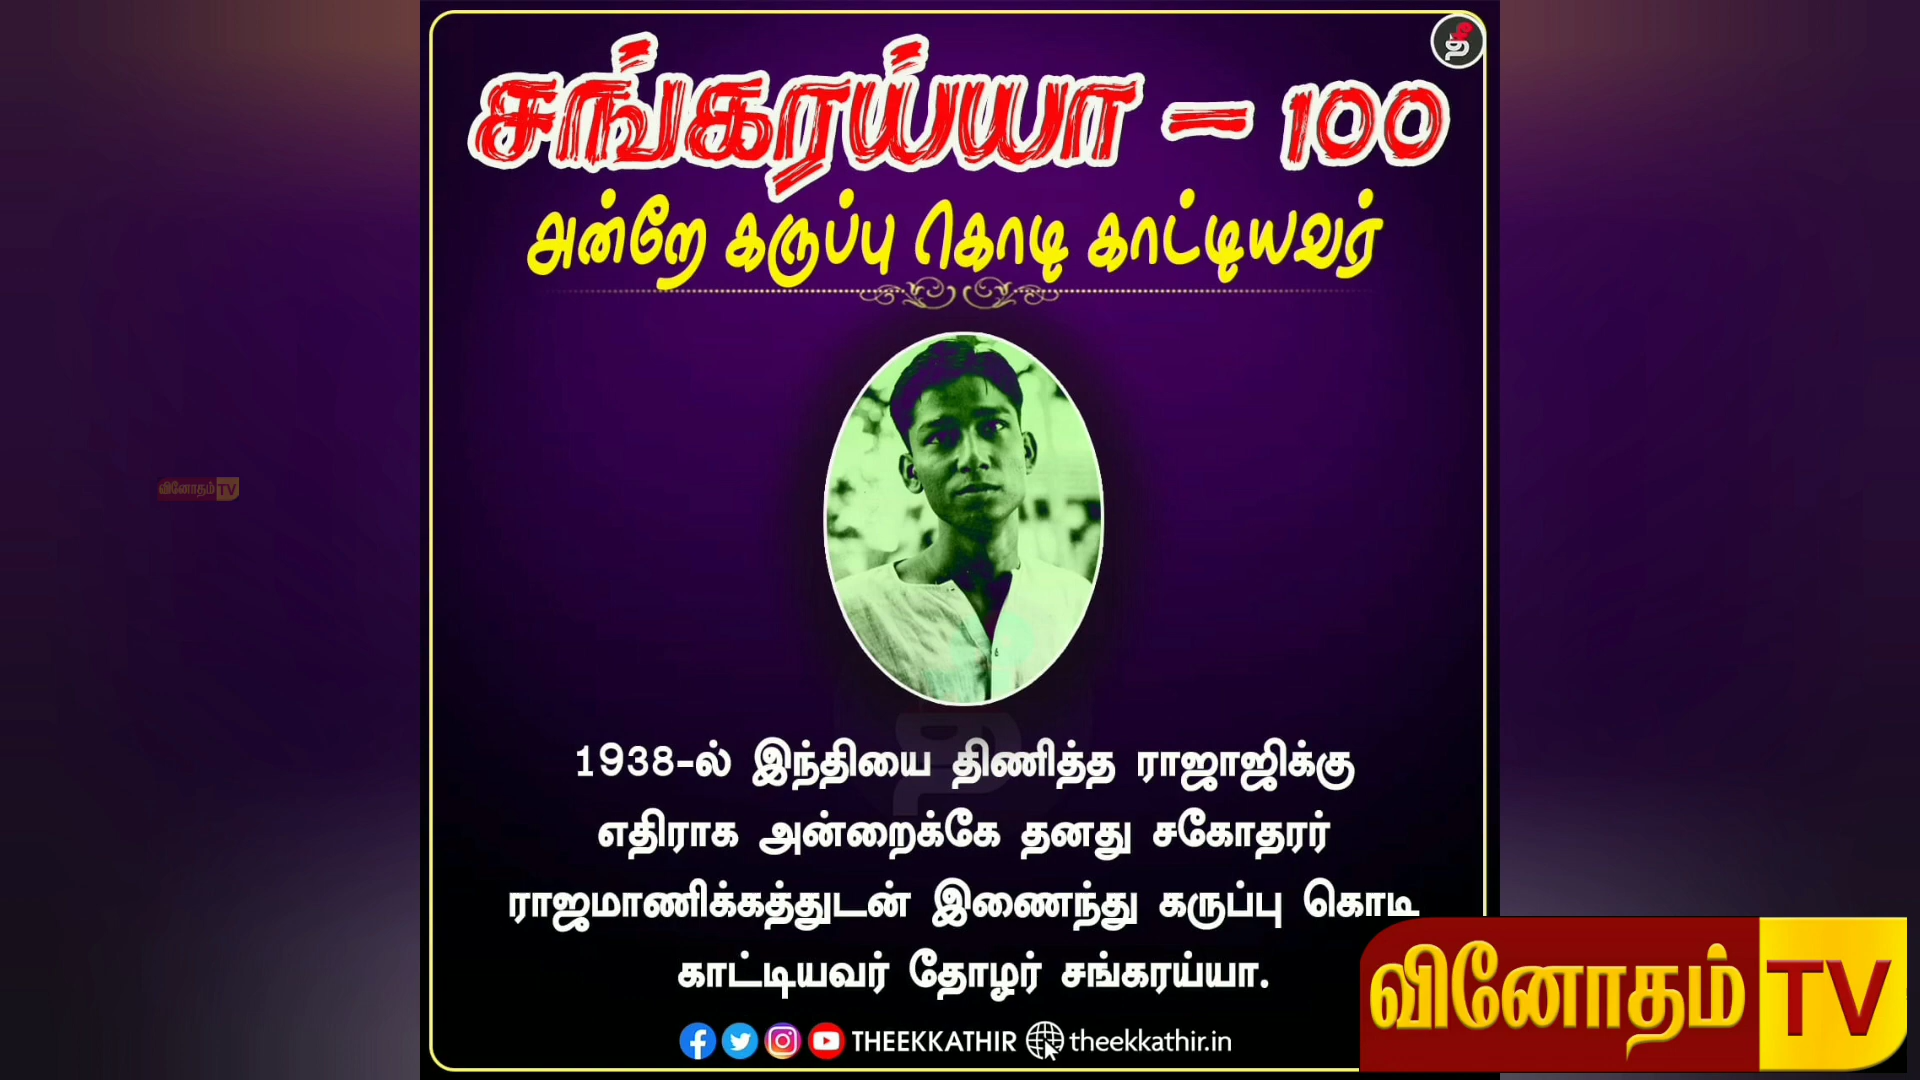 சங்கரய்யா - 100
அன்றே கருப்பு கொடி காட்டியவர்
வினோதம் TV
1938-ல் இந்தியை திணித்த ராஜாஜிக்கு
எதிராக அன்றைக்கே தனது சகோதரர்
ராஜமாணிக்கத்துடன் இணைந்து கருப்பு கொடி
காட்டியவர் தோழர் சங்கரய்யா.
THEEKKATHIR theekkathir.in
வினோதம் TV